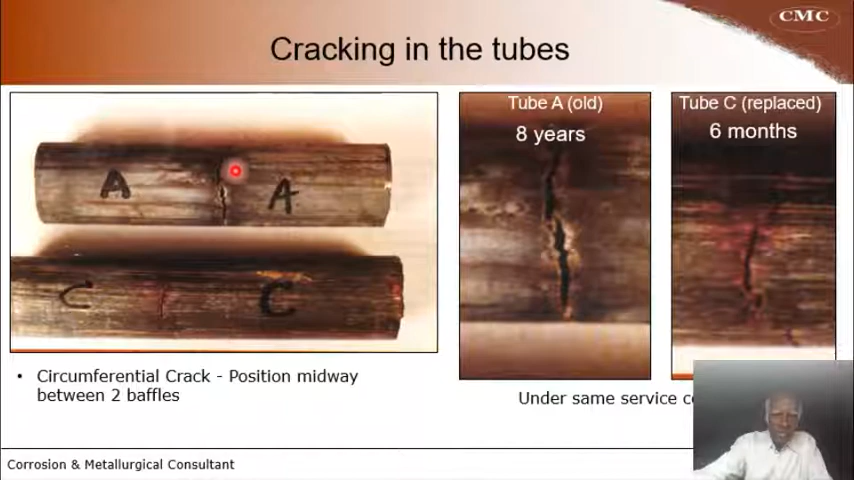 CMC
Cracking in the tubes
Tube A (old)
8 years
Tube C (replaced)
6 months
A A
C C
• Circumferential Crack - Position midway
between 2 baffles
Under same service
Corrosion & Metallurgical Consultant